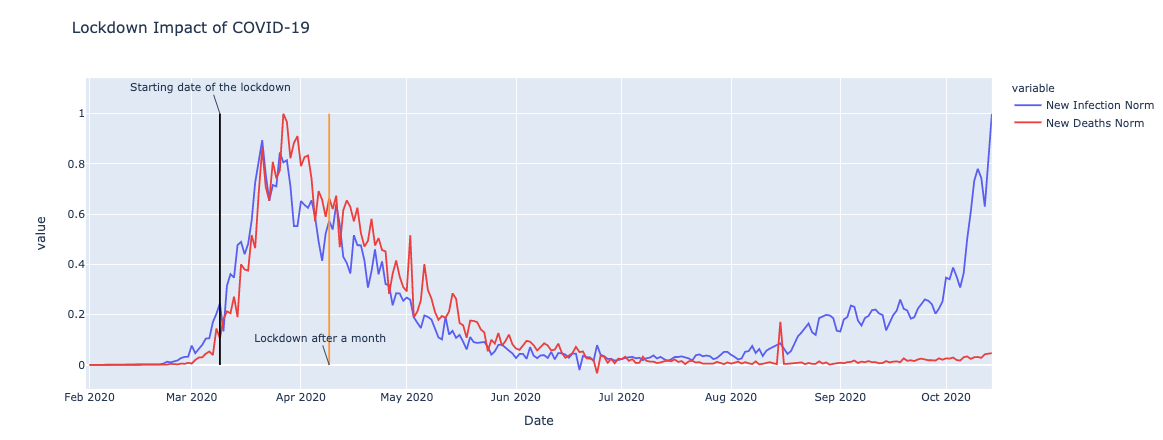 Lockdown Impact of COVID-19
Starting date of the lockdown
variable
New Infection Norm
New Deaths Norm
1
0.8
0.6
0.4
0.2
0
value
Lockdown after a month
Feb 2020
Mar 2020
Apr 2020
May 2020
Jun 2020
Jul 2020
Aug 2020
Sep 2020
Oct 2020
Date